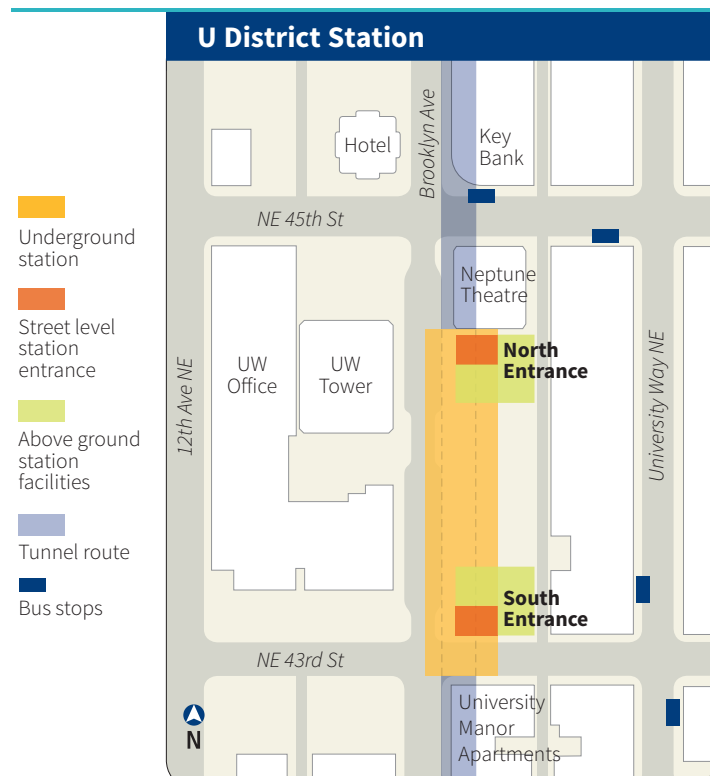 U District Station
Underground
station
Street level
station
entrance
Above ground
station
facilities
Tunnel route
Bus stops
Hotel
Brooklyn Ave
Key
Bank
NE 45th St
Neptune
Theatre
12th Ave NE
UW
Office
UW
Tower
North
Entrance
University Way NE
South
Entrance
NE 43rd St
University
Manor
Apartments
N